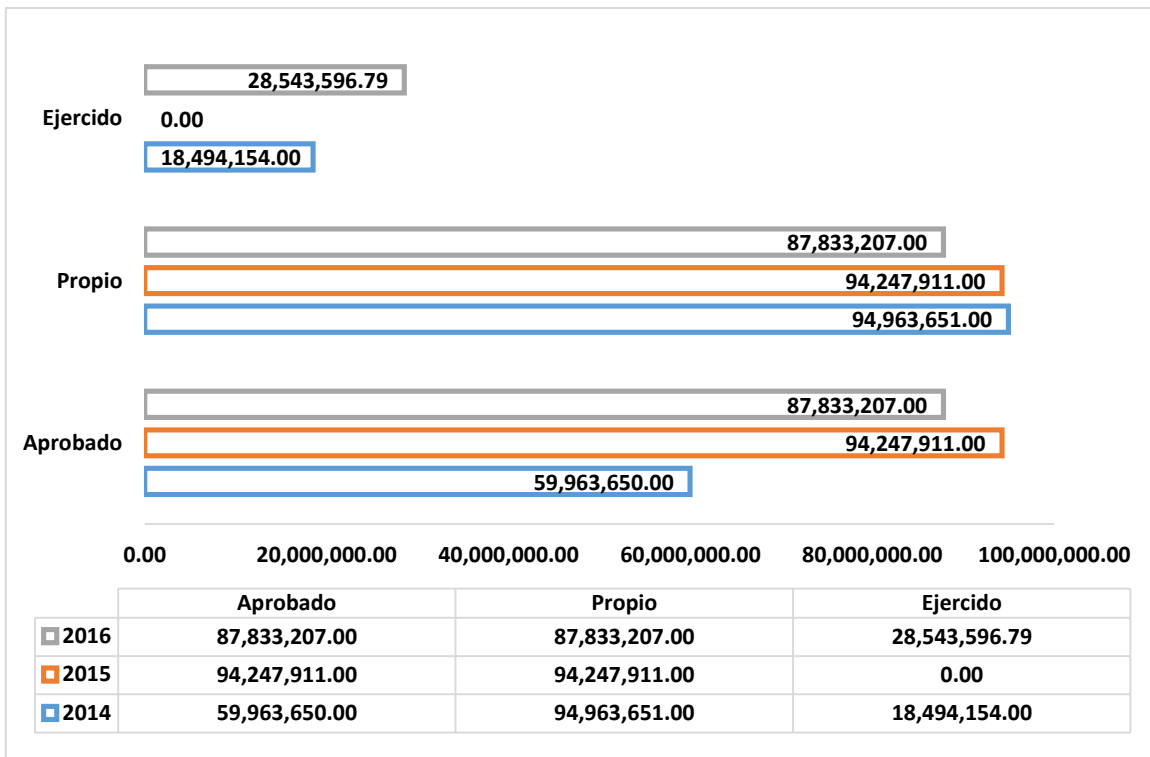 28,543,596.79
Ejercido 0.00
18,494,154.00
87,833,207.00
Propio 94,247,911.00
94,963,651.00
87,833,207.00
Aprobado 94,247,911.00
59,963,650.00
0.00 20,000,000.00 40,000,000.00 60,000,000.00 80,000,000.00 100,000,000.00
Aprobado Propio Ejercido
2016 87,833,207.00 87,833,207.00 28,543,596.79
2015 94,247,911.00 94,247,911.00 0.00
2014 59,963,650.00 94,963,651.00 18,494,154.00